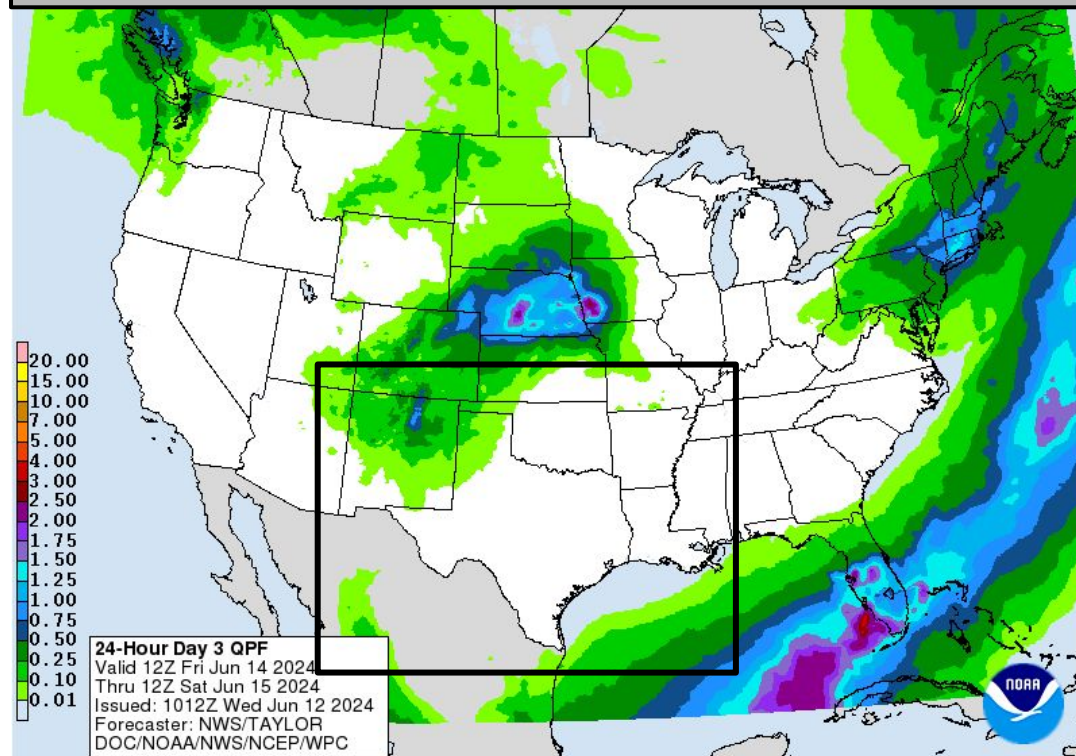 20.00
15.00
10.00
7.00
5.00
4.00
3.00
2.50
2.00
1.75
1.50
1.25
1.00
0.75
0.50
0.25
0.10
0.01
24-Hour Day 3 QPF
Valid 12Z Fri Jun 14 2024
Thru 12Z Sat Jun 15 2024
Issued: 1012Z Wed Jun 12 2024
Forecaster: NWS/TAYLOR
DOC/NOAA/NWS/NCEP/WPC
NOAA